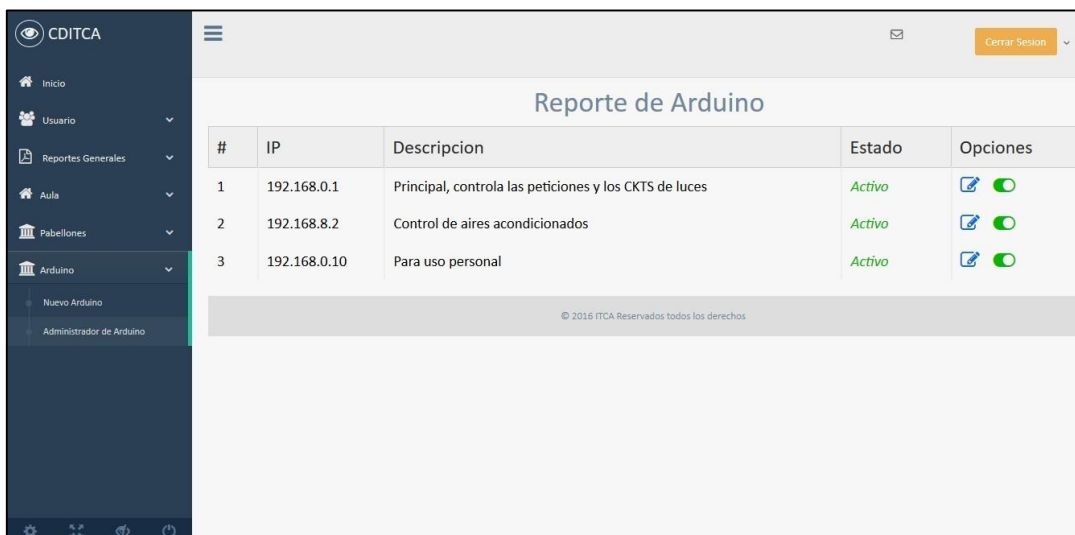 CDITCA
Cerrar Sesion
Inicio
Usuario
Reportes Generales
Aula
Pabellones
Arduino
Nuevo Arduino
Administrador de Arduino
Reporte de Arduino
# IP Descripcion Estado Opciones
1 192.168.0.1 Principal, controla las peticiones y los CKTS de luces Activo
2 192.168.8.2 Control de aires acondicionados Activo
3 192.168.0.10 Para uso personal Activo
© 2016 ITCA Reservados todos los derechos